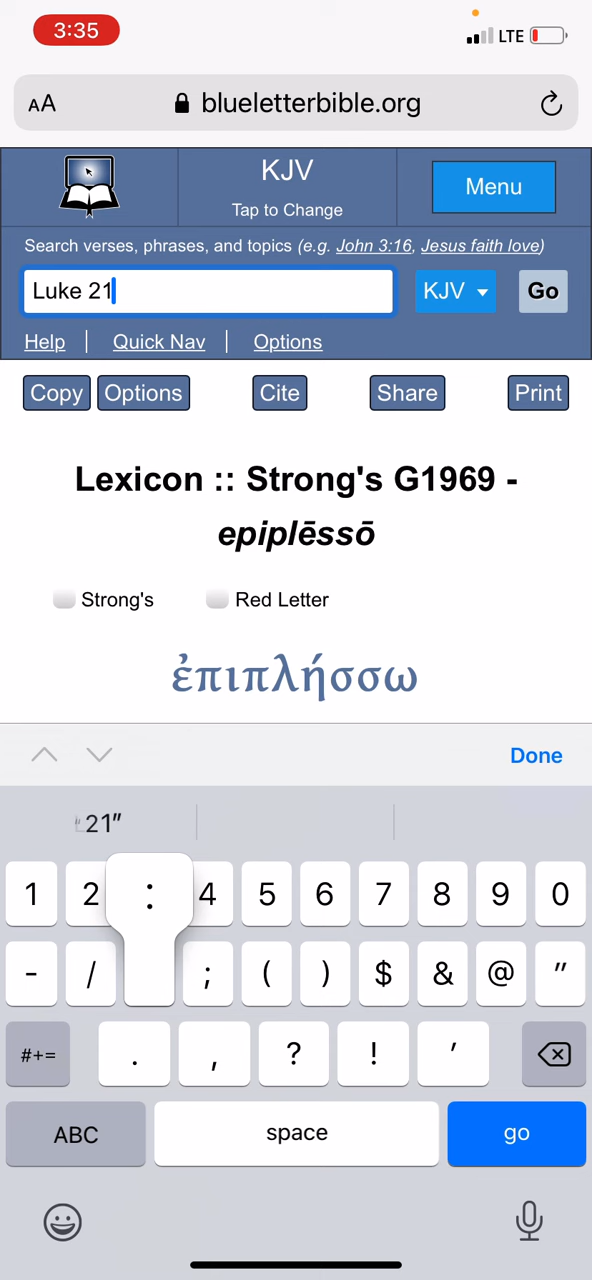 3:35 LTE
AA blueletterbible.org
KJV
Tap to Change
Menu
Search verses, phrases, and topics (e.g. John 3:16, Jesus faith love)
Luke 21 KJV Go
Help | Quick Nav | Options
Copy Options Cite Share Print
Lexicon :: Strong's G1969 -
epiplēssō
Strong's Red Letter
ἐπιπλήσσω
Done
“21”
1 2 : 4 5 6 7 8 9 0
- / ; ( ) $ & @ ”
#+= . , ? ! ’
ABC space go